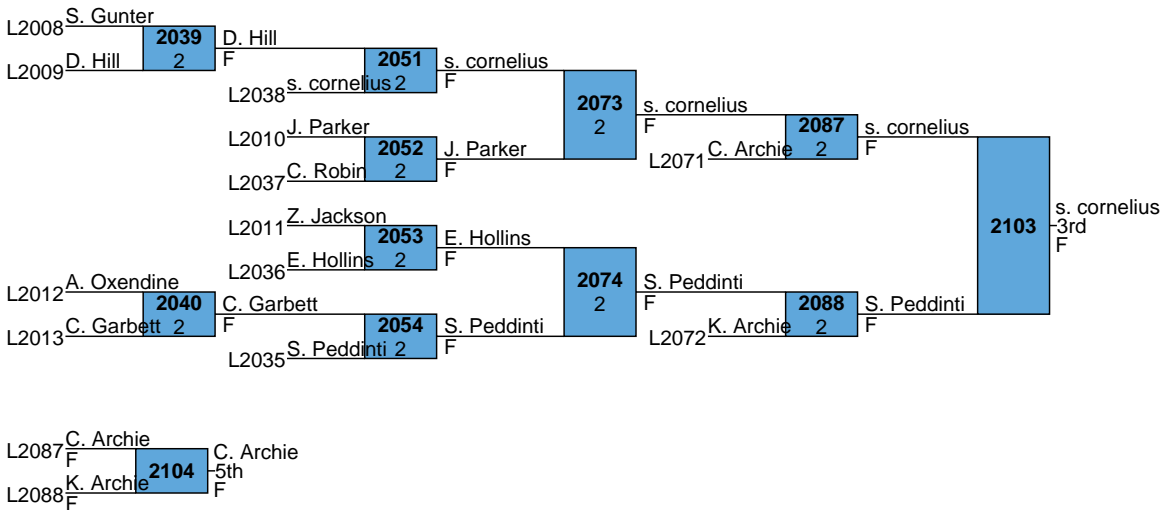 S. Gunter
L2008
2039
2
D. Hill
F
L2009
D. Hill
2051
2
s. cornelius
F
L2038
s. cornelius
2073
2
s. cornelius
F
L2010
J. Parker
2052
2
J. Parker
F
L2037
C. Robin
2087
2
s. cornelius
F
L2071
C. Archie
L2011
Z. Jackson
2053
2
E. Hollins
F
L2036
E. Hollins
2103
s. cornelius
3rd
F
2074
2
S. Peddinti
F
L2012
A. Oxendine
2040
2
C. Garbett
F
L2013
C. Garbett
2054
2
S. Peddinti
F
L2035
S. Peddinti
2088
2
S. Peddinti
F
L2072
K. Archie
L2087
C. Archie
F
2104
C. Archie
5th
F
L2088
K. Archie
F